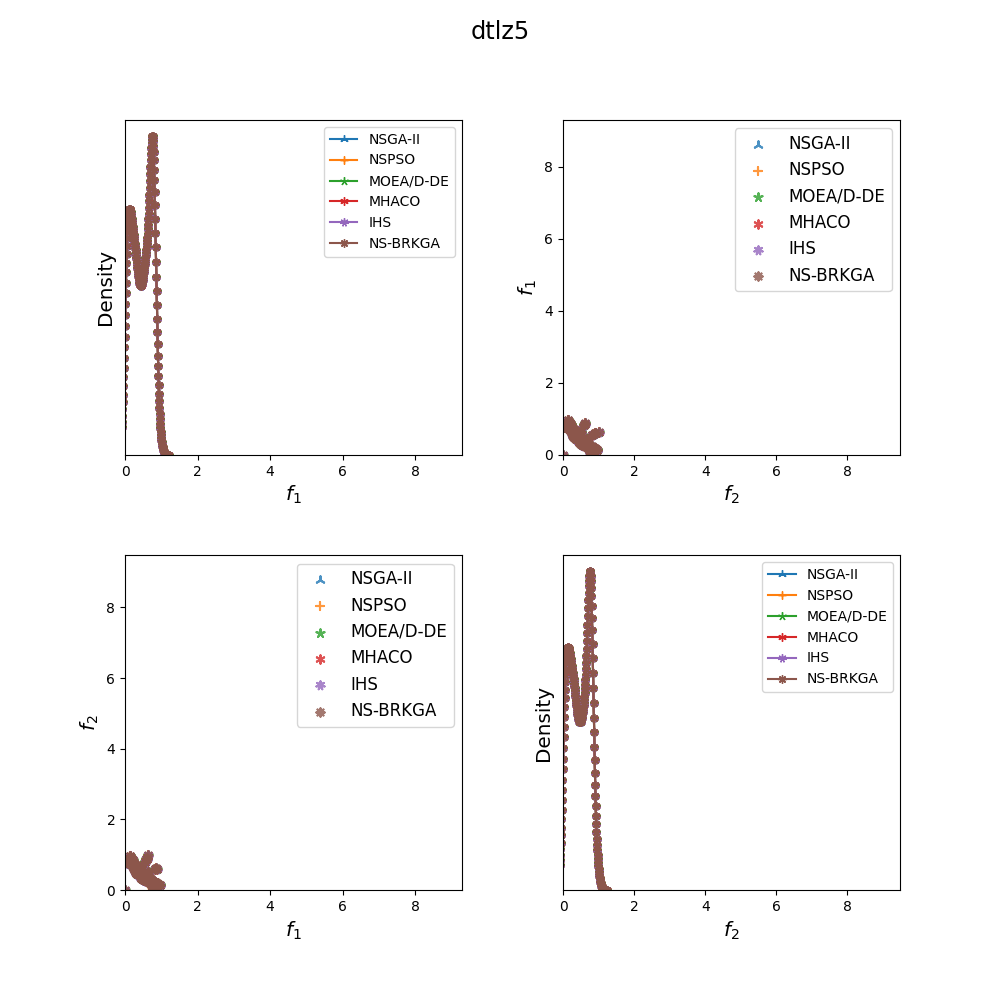 dtlz5
Density
NSGA-II
NSPSO
MOEA/D-DE
MHACO
IHS
NS-BRKGA
0 2 4 6 8
f1
f1
8
6
4
2
0
NSGA-II
NSPSO
MOEA/D-DE
MHACO
IHS
NS-BRKGA
0 2 4 6 8
f2
f2
8
6
4
2
0
NSGA-II
NSPSO
MOEA/D-DE
MHACO
IHS
NS-BRKGA
0 2 4 6 8
f1
Density
NSGA-II
NSPSO
MOEA/D-DE
MHACO
IHS
NS-BRKGA
0 2 4 6 8
f2